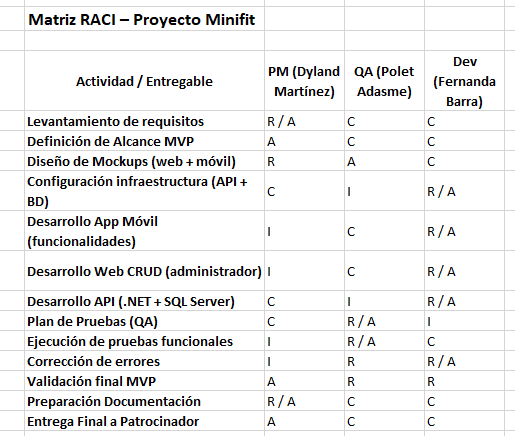 Matriz RACI – Proyecto Minifit
Actividad / Entregable PM (Dyland Martínez) QA (Polet Adasme) Dev (Fernanda Barra)
Levantamiento de requisitos R / A C C
Definición de Alcance MVP A C C
Diseño de Mockups (web + móvil) R A C
Configuración infraestructura (API + BD) C I R / A
Desarrollo App Móvil (funcionalidades) I C R / A
Desarrollo Web CRUD (administrador) I C R / A
Desarrollo API (.NET + SQL Server) C I R / A
Plan de Pruebas (QA) C R / A I
Ejecución de pruebas funcionales I R / A C
Corrección de errores I R R / A
Validación final MVP A R R
Preparación Documentación R / A C C
Entrega Final a Patrocinador A C C